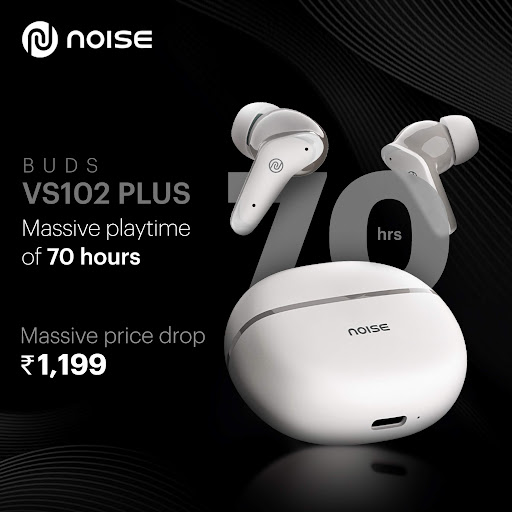 NOISE
BUDS
VS102 PLUS
Massive playtime
of 70 hours
70
hrs
NOISE
Massive price drop
₹1,199